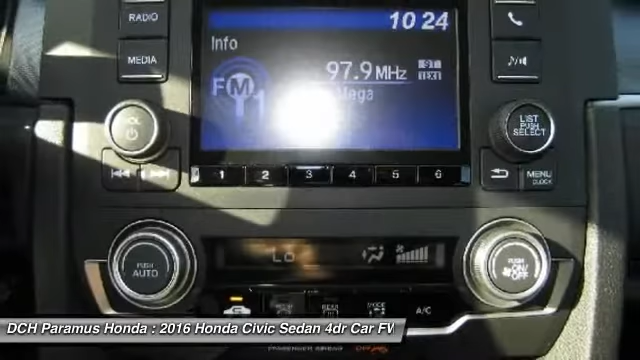 RADIO
10 24
Info
MEDIA
97.9 MHz
ST
TEXT
FM1
Mega
VOL
LIST
PUSH
SELECT
MENU
CLOCK
1 2 3 4 5 6
Lo
PUSH
AUTO
PUSH
ON/
OFF
REAR
MODE
A/C
PASSENGER AIRBAG OFF
DCH Paramus Honda : 2016 Honda Civic Sedan 4dr Car FV